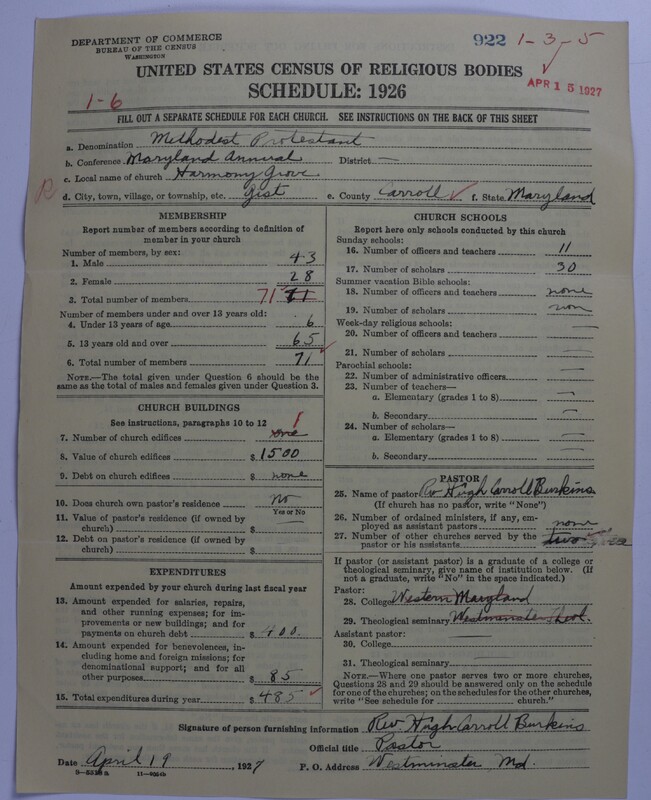 DEPARTMENT OF COMMERCE
BUREAU OF THE CENSUS
WASHINGTON
922 1-3-5
UNITED STATES CENSUS OF RELIGIOUS BODIES
SCHEDULE: 1926
APR 15 1927
1-6
FILL OUT A SEPARATE SCHEDULE FOR EACH CHURCH. SEE INSTRUCTIONS ON THE BACK OF THIS SHEET
a. Denomination Methodest Protestant
b. Conference Maryland Annual District —
c. Local name of church Harmony Grove
R
d. City, town, village, or township, etc. Gist e. County Carroll f. State Maryland
MEMBERSHIP
Report number of members according to definition of
member in your church
Number of members, by sex:
1. Male 43
2. Female 28
3. Total number of members 71 71
Number of members under and over 13 years old:
4. Under 13 years of age 6
5. 13 years old and over 65
6. Total number of members 71
NOTE.—The total given under Question 6 should be
the same as the total of males and females given under Question 3.
CHURCH BUILDINGS
See instructions, paragraphs 10 to 12
7. Number of church edifices one 1
8. Value of church edifices $ 1500
9. Debt on church edifices $ none
10. Does church own pastor's residence No
Yes or No
11. Value of pastor's residence (if owned by
church) $ —
12. Debt on pastor's residence (if owned by
church) $
EXPENDITURES
Amount expended by your church during last fiscal year
13. Amount expended for salaries, repairs,
and other running expenses; for im-
provements or new buildings; and for
payments on church debt $ 400.
14. Amount expended for benevolences, in-
cluding home and foreign missions; for
denominational support; and for all
other purposes $ 85
15. Total expenditures during year $ 485
CHURCH SCHOOLS
Report here only schools conducted by this church
Sunday schools:
16. Number of officers and teachers 11
17. Number of scholars 30
Summer vacation Bible schools:
18. Number of officers and teachers none
19. Number of scholars non
Week-day religious schools:
20. Number of officers and teachers —
21. Number of scholars —
Parochial schools:
22. Number of administrative officers —
23. Number of teachers—
a. Elementary (grades 1 to 8) —
b. Secondary —
24. Number of scholars—
a. Elementary (grades 1 to 8) —
b. Secondary —
PASTOR
25. Name of pastor Rv Hugh Carroll Burkins
(If church has no pastor, write "None")
26. Number of ordained ministers, if any, em-
ployed as assistant pastors none
27. Number of other churches served by the
pastor or his assistants two
If pastor (or assistant pastor) is a graduate of a college or
theological seminary, give name of institution below. (If
not a graduate, write "No" in the space indicated.)
Pastor:
28. College Western Maryland
29. Theological seminary Westminster Theol.
Assistant pastor:
30. College
31. Theological seminary —
NOTE.—Where one pastor serves two or more churches,
Questions 28 and 29 should be answered only on the schedule
for one of the churches; on the schedules for the other churches,
write "See schedule for church."
Signature of person furnishing information Rev Hugh Carroll Burkins
Official title Pastor
Date April 19 1927 P. O. Address Westminster Md.